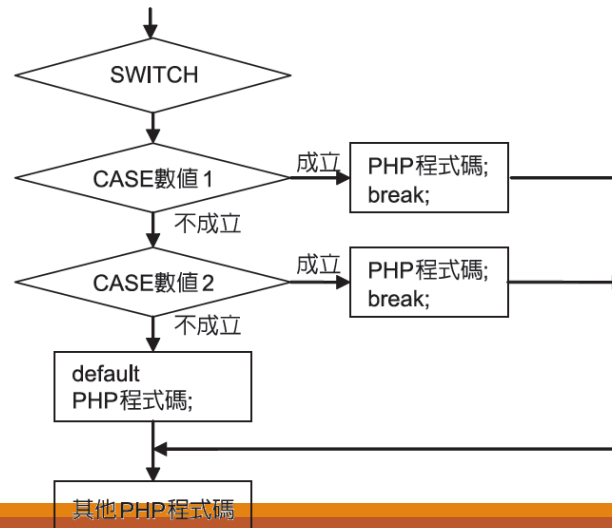 SWITCH
CASE數值1
成立
PHP程式碼;
break;
不成立
CASE數值2
成立
PHP程式碼;
break;
不成立
default
PHP程式碼;
其他PHP程式碼